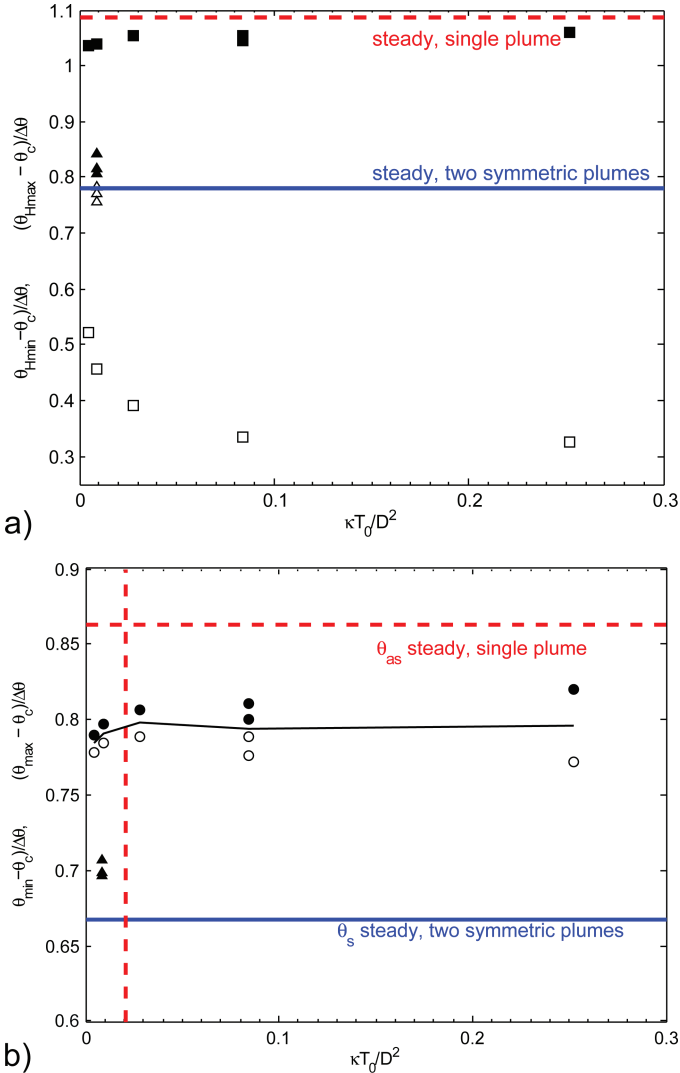 1.1
steady, single plume
1
0.9
(θHmax − θc)/Δθ
0.8
steady, two symmetric plumes
0.7
0.6
θHmin−θc)/Δθ,
0.5
0.4
0.3
0
0.1
0.2
0.3
κT0/D2
a)
0.9
0.85
θas steady, single plume
(θmax − θc)/Δθ
0.8
0.75
θmin−θc)/Δθ,
0.7
θs steady, two symmetric plumes
0.65
0.6
0
0.1
0.2
0.3
κT0/D2
b)